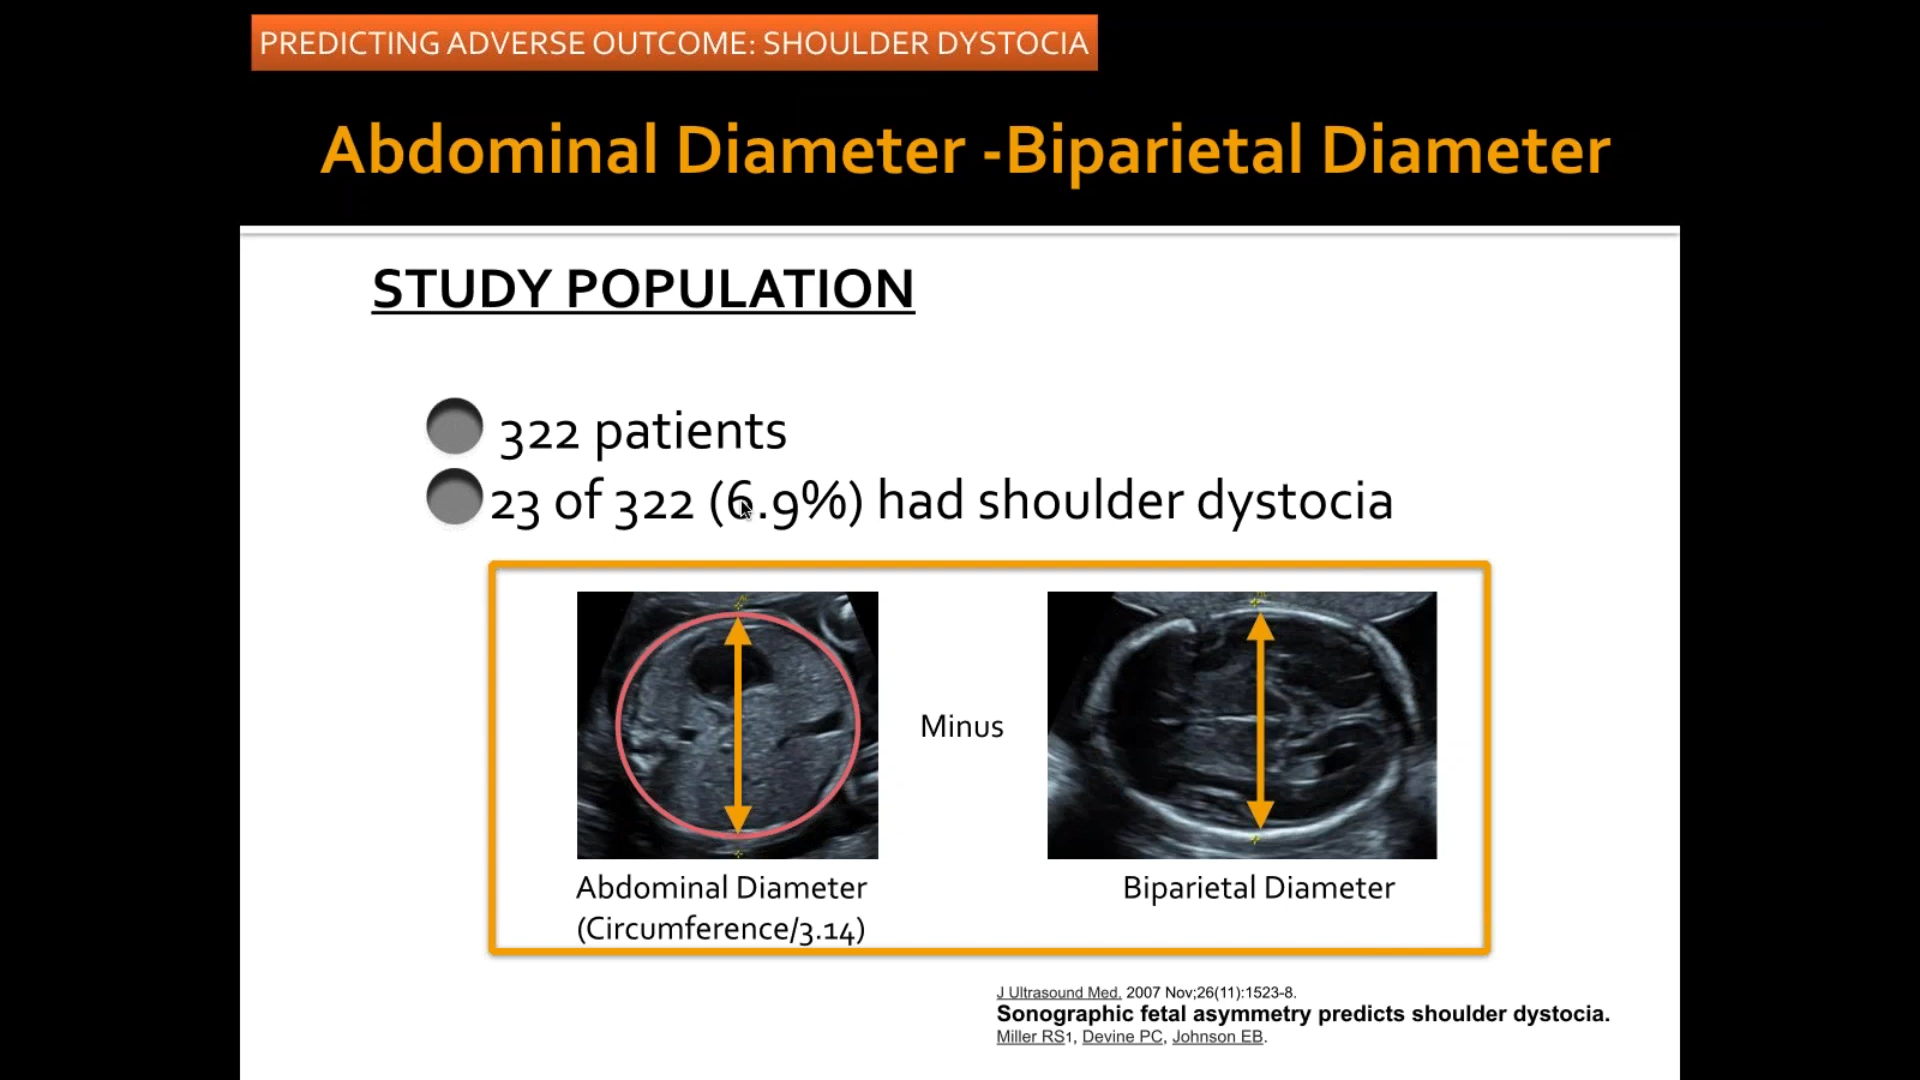 PREDICTING ADVERSE OUTCOME: SHOULDER DYSTOCIA
Abdominal Diameter -Biparietal Diameter
STUDY POPULATION
322 patients
23 of 322 (6.9%) had shoulder dystocia
Minus
Abdominal Diameter
(Circumference/3.14)
Biparietal Diameter
J Ultrasound Med. 2007 Nov;26(11):1523-8.
Sonographic fetal asymmetry predicts shoulder dystocia.
Miller RS1, Devine PC, Johnson EB.